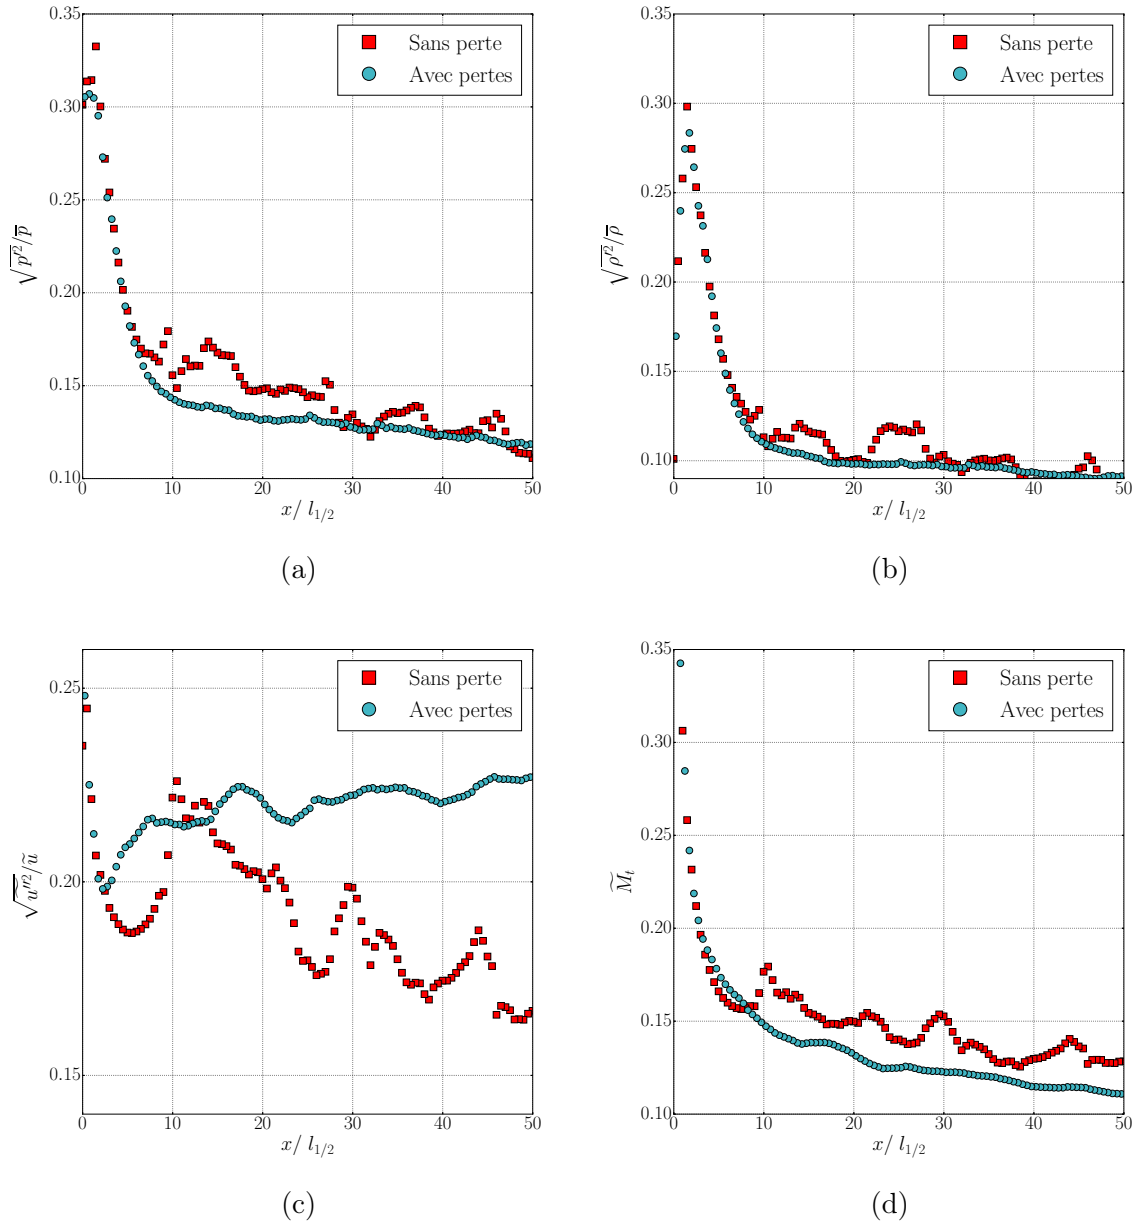 0.35
0.30
0.25
0.20
0.15
0.10
√p′² / p̅
Sans perte
Avec pertes
0 10 20 30 40 50
x/ l₁/₂
(a)
0.35
0.30
0.25
0.20
0.15
0.10
√ρ′² / ρ̅
Sans perte
Avec pertes
0 10 20 30 40 50
x/ l₁/₂
(b)
0.25
0.20
0.15
√u″² / ũ
Sans perte
Avec pertes
0 10 20 30 40 50
x/ l₁/₂
(c)
0.35
0.30
0.25
0.20
0.15
0.10
M̃ₜ
Sans perte
Avec pertes
0 10 20 30 40 50
x/ l₁/₂
(d)